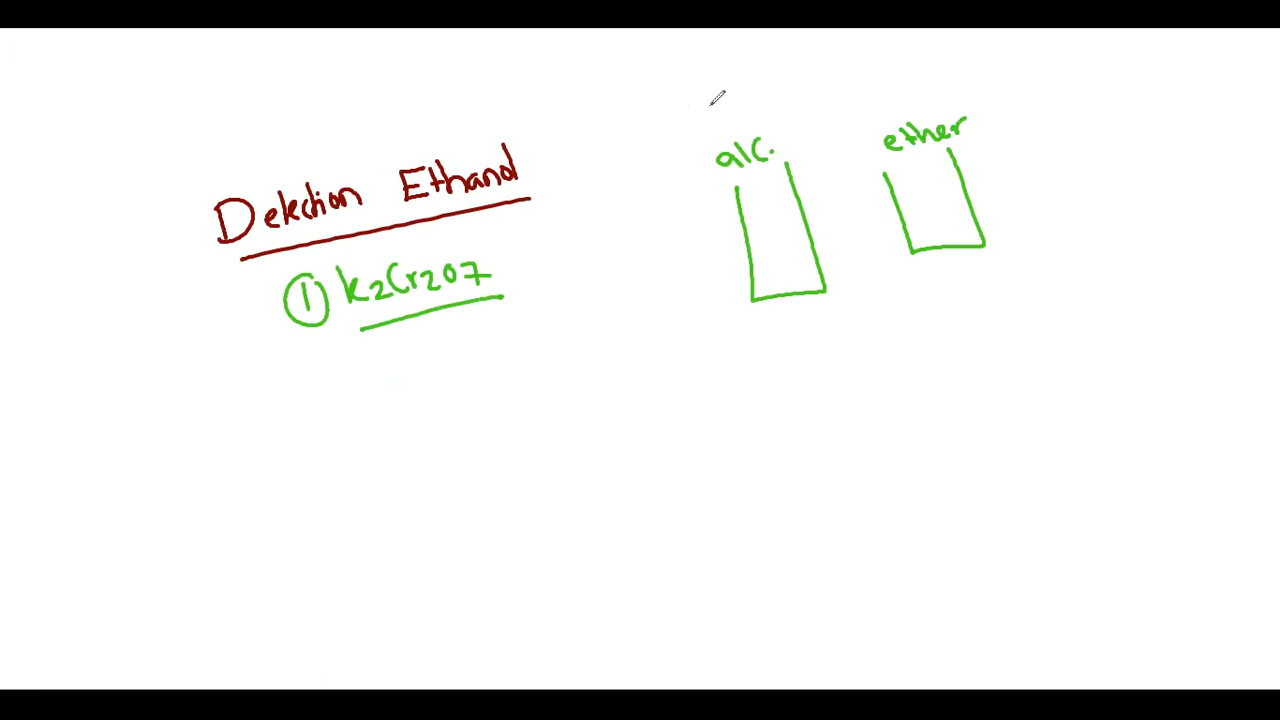 Detection Ethanol
① K2Cr2O7
alc.
ether